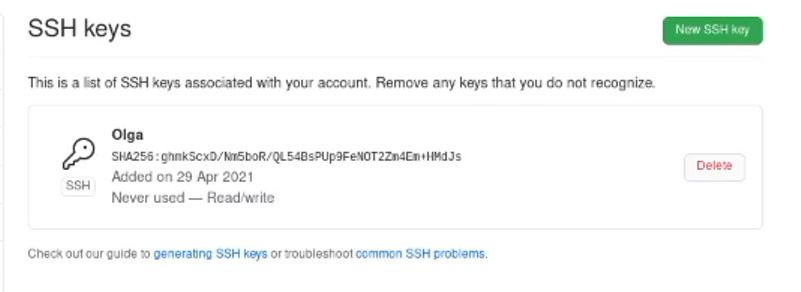 SSH keys
New SSH key
This is a list of SSH keys associated with your account. Remove any keys that you do not recognize.
Olga
SHA256:ghmkScxD/Nm5boR/QL54BsPUp9FeNOT2Zm4Em+HMdJs
SSH
Added on 29 Apr 2021
Never used — Read/write
Delete
Check out our guide to generating SSH keys or troubleshoot common SSH problems.